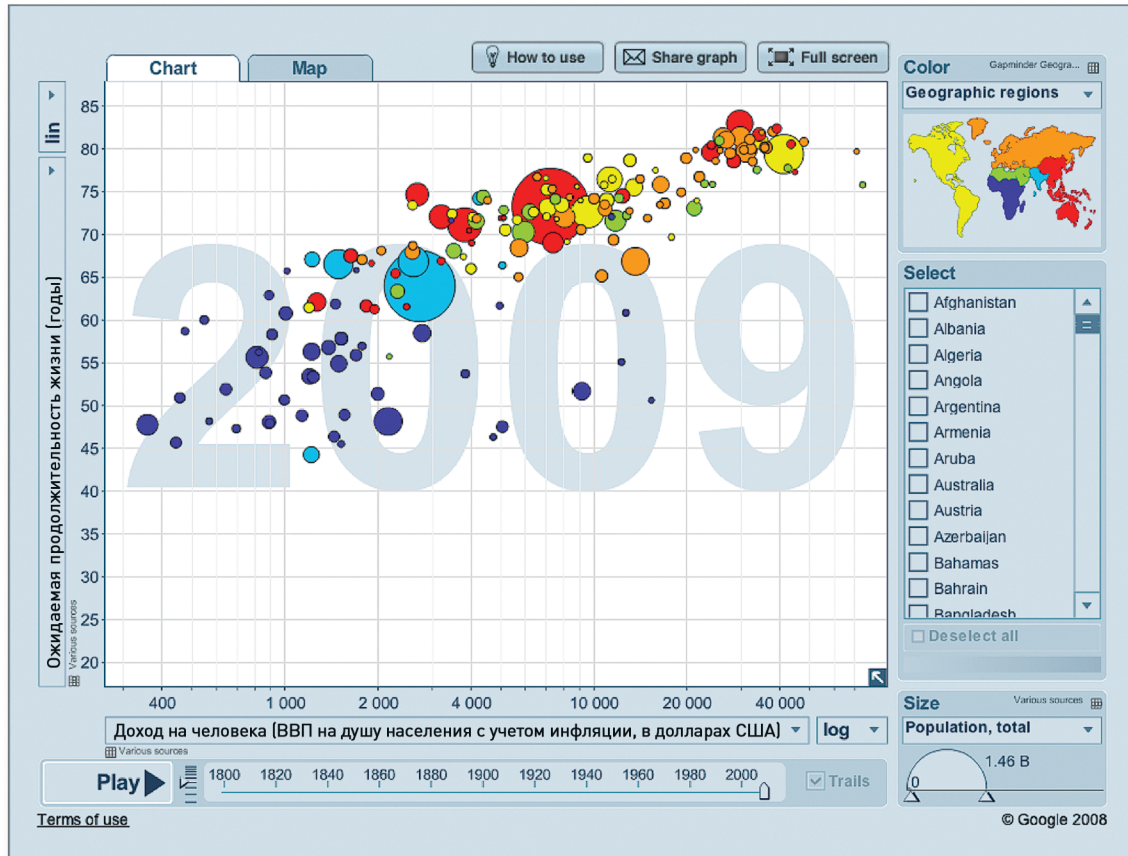 How to use
Share graph
Full screen
Chart
Map
Color
Gapminder Geogra...
Geographic regions
lin
Ожидаемая продолжительность жизни (годы)
Various sources
85
80
75
70
65
60
55
50
45
40
35
30
25
20
2009
400
1 000
2 000
4 000
10 000
20 000
40 000
Доход на человека (ВВП на душу населения с учетом инфляции, в долларах США)
log
Various sources
Select
Afghanistan
Albania
Algeria
Angola
Argentina
Armenia
Aruba
Australia
Austria
Azerbaijan
Bahamas
Bahrain
Bangladesh
Deselect all
Size
Various sources
Population, total
1.46 B
0
Play
1800 1820 1840 1860 1880 1900 1920 1940 1960 1980 2000
Trails
Terms of use
© Google 2008